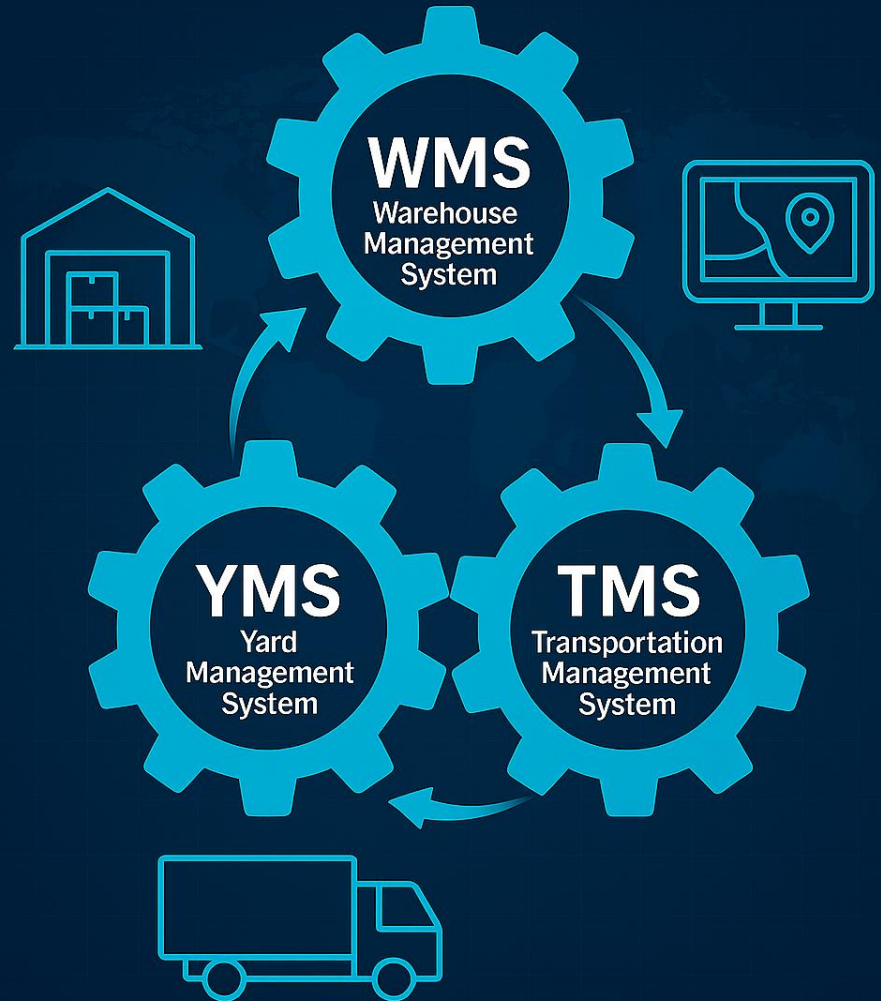 WMS
Warehouse
Management
System
YMS
Yard
Management
System
TMS
Transportation
Management
System